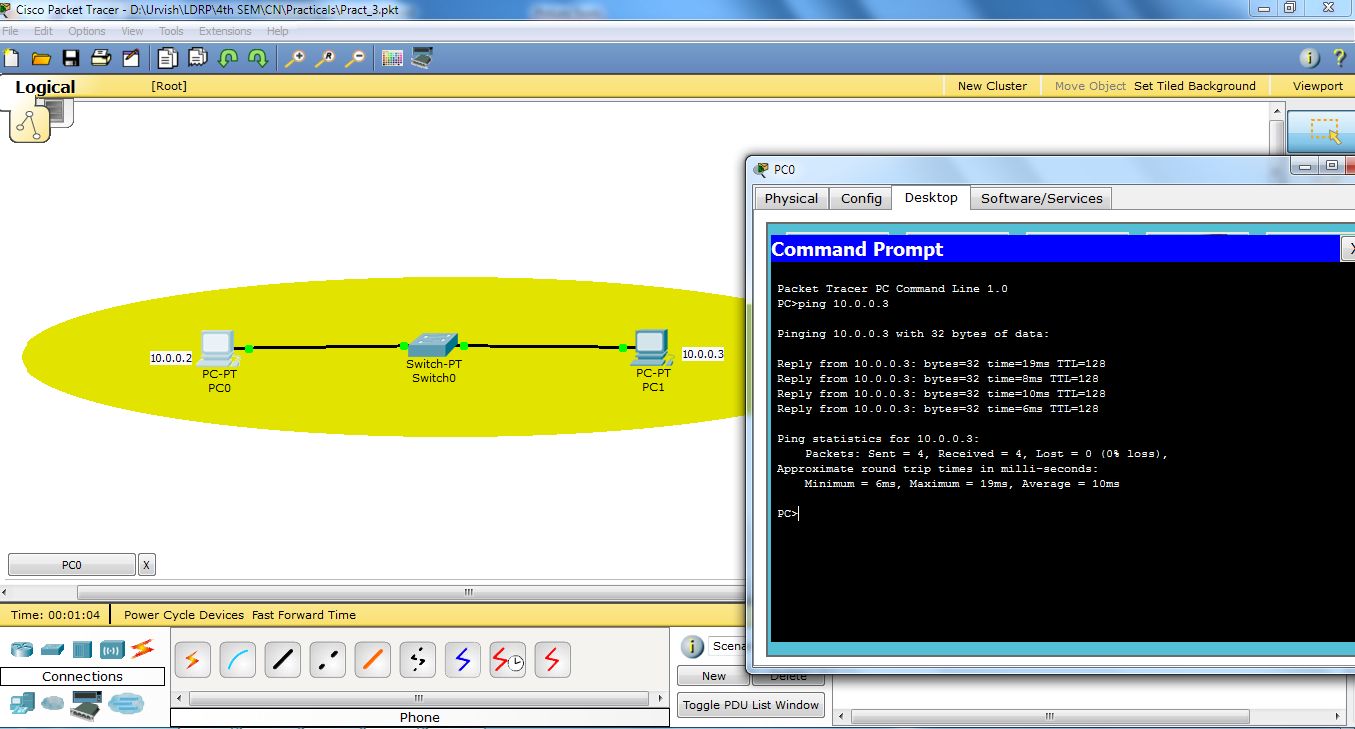 Cisco Packet Tracer - D:\Urvish\LDRP\4th SEM\CN\Practicals\Pract_3.pkt
File Edit Options View Tools Extensions Help
Logical
[Root]
New Cluster
Move Object
Set Tiled Background
Viewport
10.0.0.2
PC-PT
PC0
Switch-PT
Switch0
10.0.0.3
PC-PT
PC1
PC0
Physical
Config
Desktop
Software/Services
Command Prompt
X
Packet Tracer PC Command Line 1.0
PC>ping 10.0.0.3
Pinging 10.0.0.3 with 32 bytes of data:
Reply from 10.0.0.3: bytes=32 time=19ms TTL=128
Reply from 10.0.0.3: bytes=32 time=8ms TTL=128
Reply from 10.0.0.3: bytes=32 time=10ms TTL=128
Reply from 10.0.0.3: bytes=32 time=6ms TTL=128
Ping statistics for 10.0.0.3:
Packets: Sent = 4, Received = 4, Lost = 0 (0% loss),
Approximate round trip times in milli-seconds:
Minimum = 6ms, Maximum = 19ms, Average = 10ms
PC>
PC0
X
Time: 00:01:04
Power Cycle Devices Fast Forward Time
Connections
Phone
Scena
New
Delete
Toggle PDU List Window